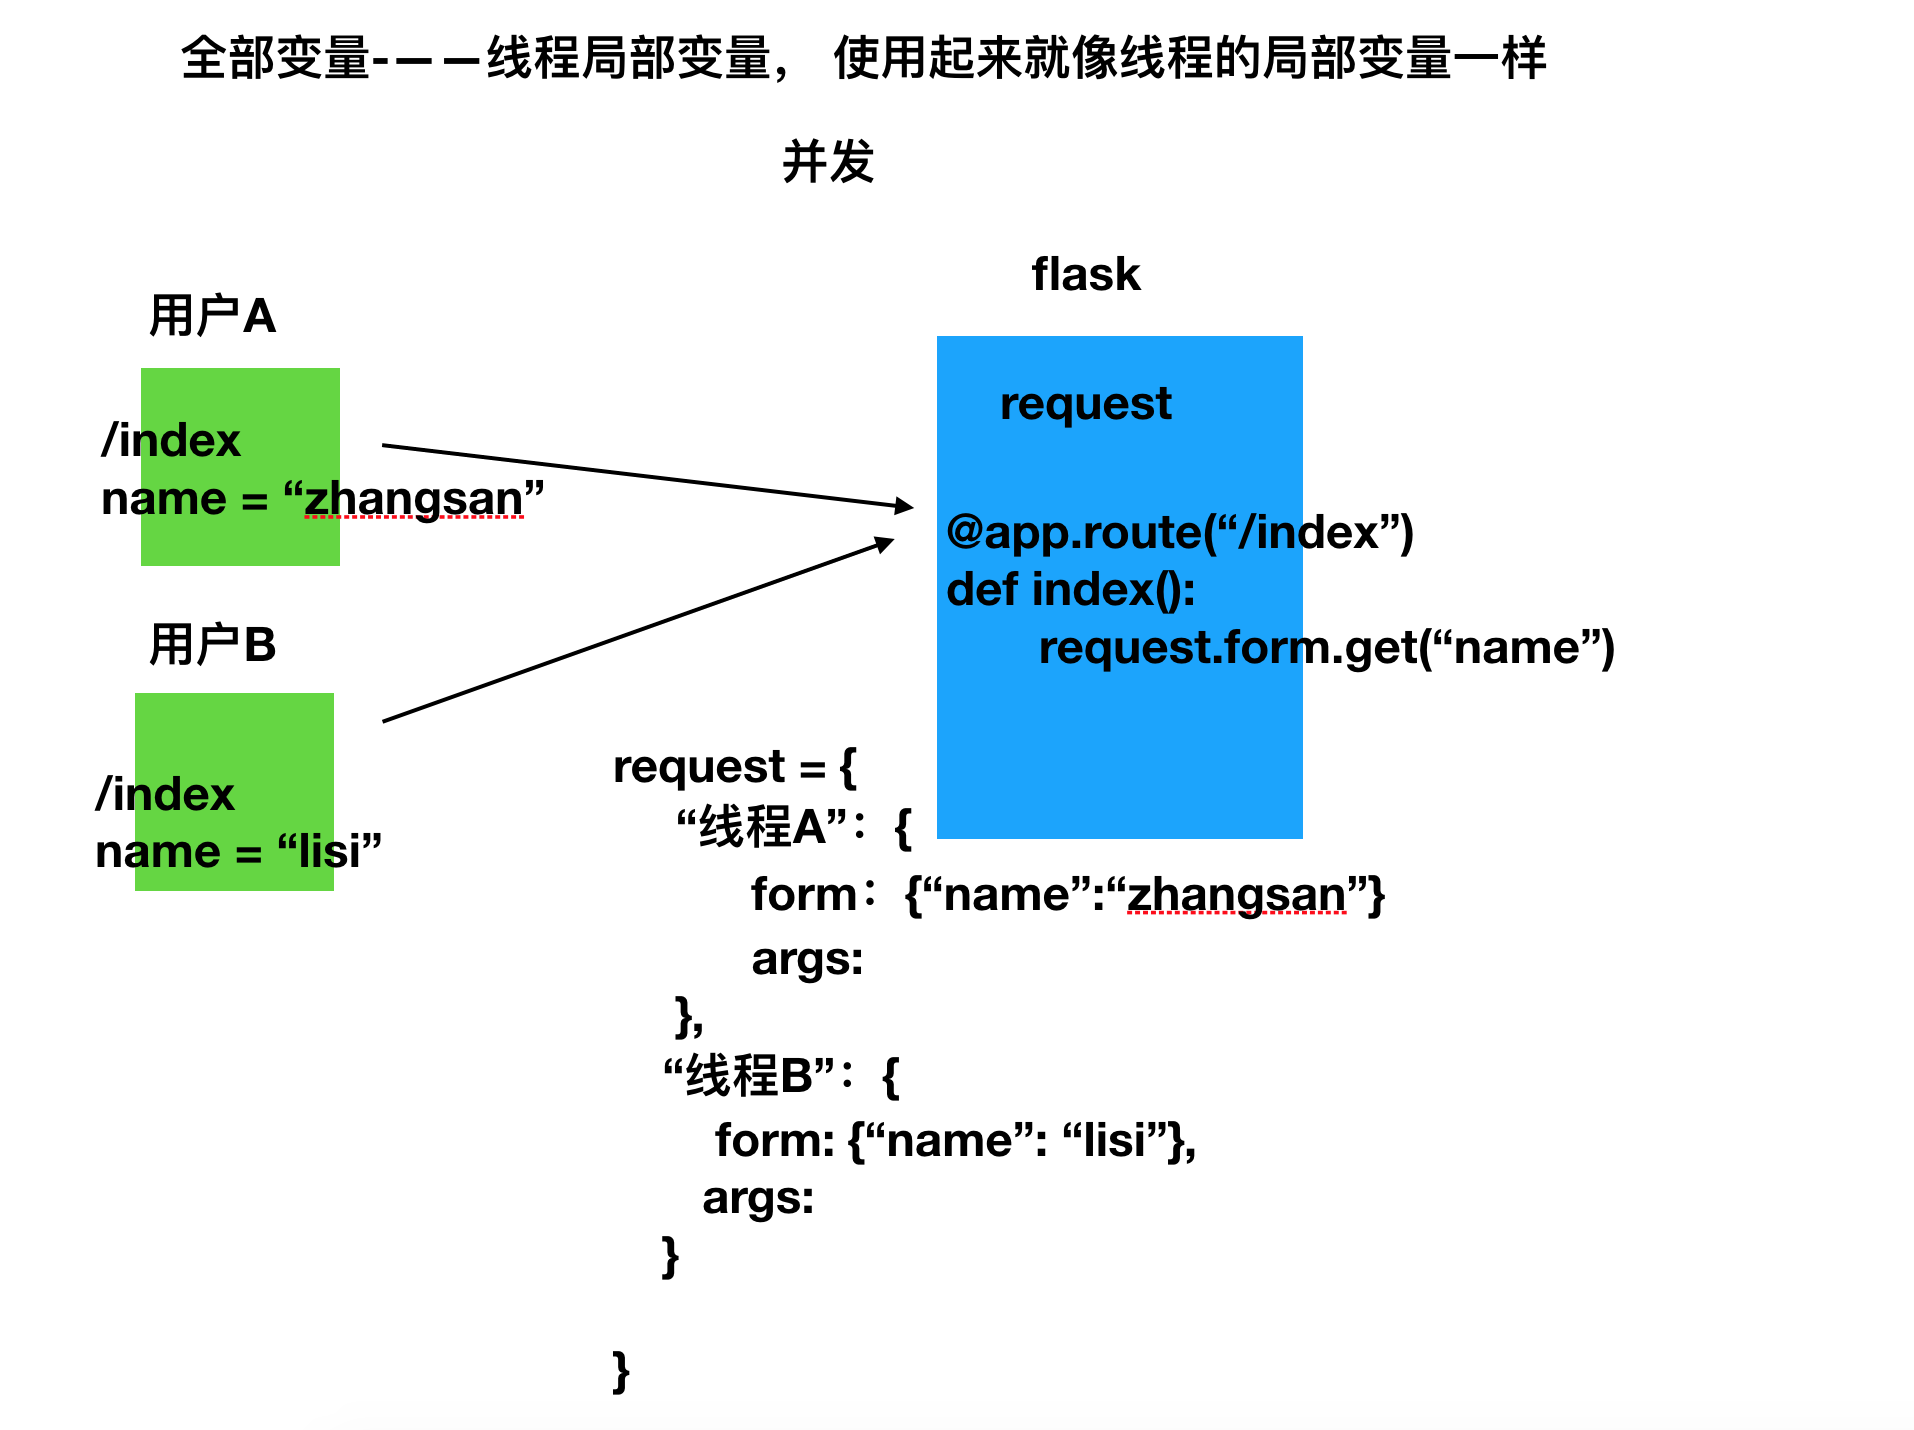 全部变量-——线程局部变量， 使用起来就像线程的局部变量一样
并发
flask
用户A
/index
name = “zhangsan”
用户B
/index
name = “lisi”
request
@app.route(“/index”)
def index():
request.form.get(“name”)
request = {
“线程A”：{
form：{“name”:“zhangsan”}
args:
},
“线程B”：{
form: {“name”: “lisi”},
args:
}
}